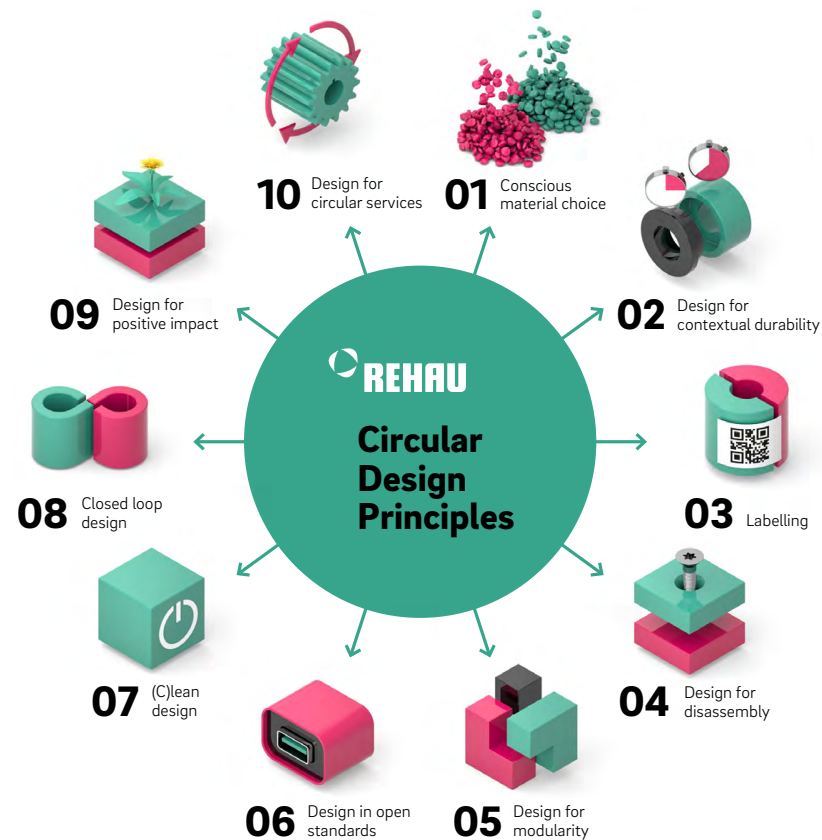 REHAU
Circular
Design
Principles
01 Conscious
material choice
02 Design for
contextual durability
03 Labelling
04 Design for
disassembly
05 Design for
modularity
06 Design in open
standards
07 (C)lean
design
08 Closed loop
design
09 Design for
positive impact
10 Design for
circular services